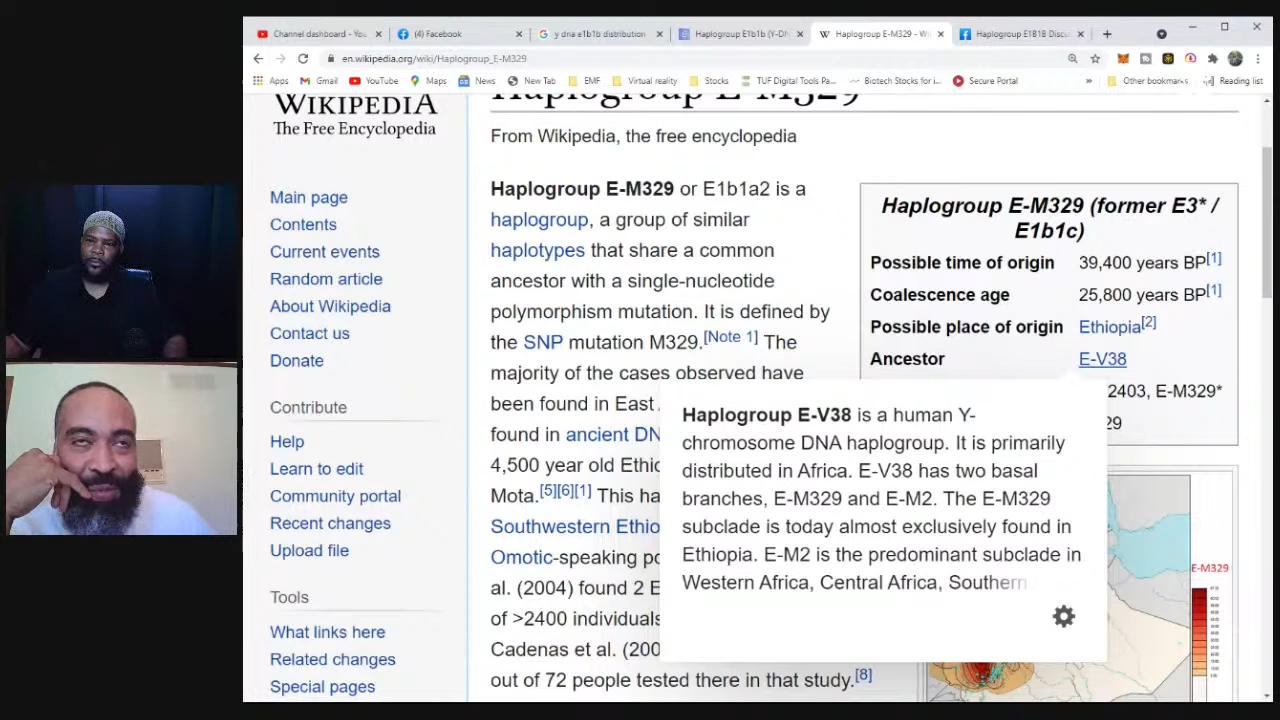 Channel dashboard - You
(4) Facebook
y dna e1b1b distribution
Haplogroup E1b1b (Y-DN
Haplogroup E-M329 - Wi
Haplogroup E1B1B Discu
en.wikipedia.org/wiki/Haplogroup_E-M329
Apps
Gmail
YouTube
Maps
News
New Tab
EMF
Virtual reality
Stocks
TUF Digital Tools Pa...
Biotech Stocks for i...
Secure Portal
»
Other bookmarks
Reading list
WIKIPEDIA
The Free Encyclopedia
Main page
Contents
Current events
Random article
About Wikipedia
Contact us
Donate
Contribute
Help
Learn to edit
Community portal
Recent changes
Upload file
Tools
What links here
Related changes
Special pages
Haplogroup E-M329
From Wikipedia, the free encyclopedia
Haplogroup E-M329 or E1b1a2 is a
haplogroup, a group of similar
haplotypes that share a common
ancestor with a single-nucleotide
polymorphism mutation. It is defined by
the SNP mutation M329.[Note 1] The
majority of the cases observed have
been found in East
found in ancient DN
4,500 year old Ethio
Mota.[5][6][1] This ha
Southwestern Ethio
Omotic-speaking po
al. (2004) found 2 E
of >2400 individuals
Cadenas et al. (200
out of 72 people tested there in that study.[8]
Haplogroup E-M329 (former E3* /
E1b1c)
Possible time of origin 39,400 years BP[1]
Coalescence age 25,800 years BP[1]
Possible place of origin Ethiopia[2]
Ancestor E-V38
2403, E-M329*
29
Haplogroup E-V38 is a human Y-
chromosome DNA haplogroup. It is primarily
distributed in Africa. E-V38 has two basal
branches, E-M329 and E-M2. The E-M329
subclade is today almost exclusively found in
Ethiopia. E-M2 is the predominant subclade in
Western Africa, Central Africa, Southern
E-M329